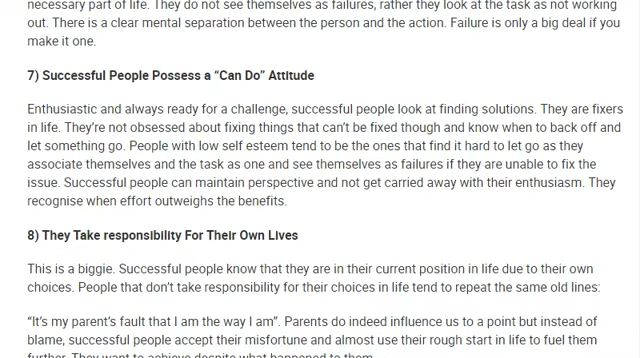 necessary part of life. They do not see themselves as failures, rather they look at the task as not working
out. There is a clear mental separation between the person and the action. Failure is only a big deal if you
make it one.
7) Successful People Possess a “Can Do” Attitude
Enthusiastic and always ready for a challenge, successful people look at finding solutions. They are fixers
in life. They’re not obsessed about fixing things that can’t be fixed though and know when to back off and
let something go. People with low self esteem tend to be the ones that find it hard to let go as they
associate themselves and the task as one and see themselves as failures if they are unable to fix the
issue. Successful people can maintain perspective and not get carried away with their enthusiasm. They
recognise when effort outweighs the benefits.
8) They Take responsibility For Their Own Lives
This is a biggie. Successful people know that they are in their current position in life due to their own
choices. People that don’t take responsibility for their choices in life tend to repeat the same old lines:
“It’s my parent’s fault that I am the way I am”. Parents do indeed influence us to a point but instead of
blame, successful people accept their misfortune and almost use their rough start in life to fuel them
further. They want to achieve despite what happened to them.